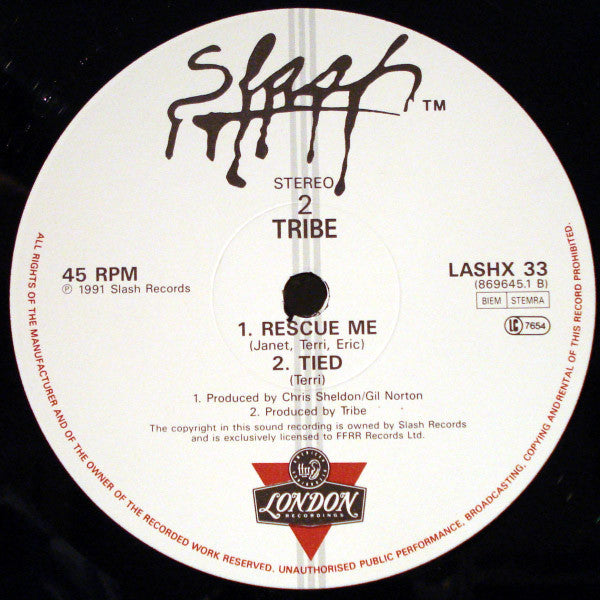 Slash ™
STEREO
2
TRIBE
45 RPM
℗ 1991 Slash Records
LASHX 33
(869645.1 B)
BIEM STEMRA
LC 7654
1. RESCUE ME
(Janet, Terri, Eric)
2. TIED
(Terri)
1. Produced by Chris Sheldon/Gil Norton
2. Produced by Tribe
The copyright in this sound recording is owned by Slash Records
and is exclusively licensed to FFRR Records Ltd.
LONDON
RECORDINGS
ALL RIGHTS OF THE MANUFACTURER AND OF THE OWNER OF THE RECORDED WORK RESERVED. UNAUTHORISED PUBLIC PERFORMANCE, BROADCASTING, COPYING AND RENTAL OF THIS RECORD PROHIBITED.